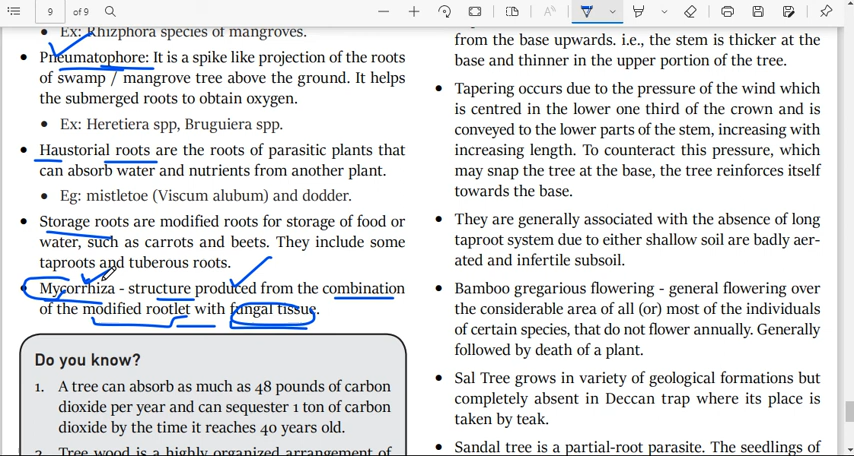 9 of 9
Ex: Rhizphora species of mangroves.
Pneumatophore: It is a spike like projection of the roots
of swamp / mangrove tree above the ground. It helps
the submerged roots to obtain oxygen.
Ex: Heretiera spp, Bruguiera spp.
Haustorial roots are the roots of parasitic plants that
can absorb water and nutrients from another plant.
Eg: mistletoe (Viscum alubum) and dodder.
Storage roots are modified roots for storage of food or
water, such as carrots and beets. They include some
taproots and tuberous roots.
Mycorrhiza - structure produced from the combination
of the modified rootlet with fungal tissue.
Do you know?
1. A tree can absorb as much as 48 pounds of carbon
dioxide per year and can sequester 1 ton of carbon
dioxide by the time it reaches 40 years old.
2. Tree wood is a highly organized arrangement of
from the base upwards. i.e., the stem is thicker at the
base and thinner in the upper portion of the tree.
Tapering occurs due to the pressure of the wind which
is centred in the lower one third of the crown and is
conveyed to the lower parts of the stem, increasing with
increasing length. To counteract this pressure, which
may snap the tree at the base, the tree reinforces itself
towards the base.
They are generally associated with the absence of long
taproot system due to either shallow soil are badly aer-
ated and infertile subsoil.
Bamboo gregarious flowering - general flowering over
the considerable area of all (or) most of the individuals
of certain species, that do not flower annually. Generally
followed by death of a plant.
Sal Tree grows in variety of geological formations but
completely absent in Deccan trap where its place is
taken by teak.
Sandal tree is a partial-root parasite. The seedlings of